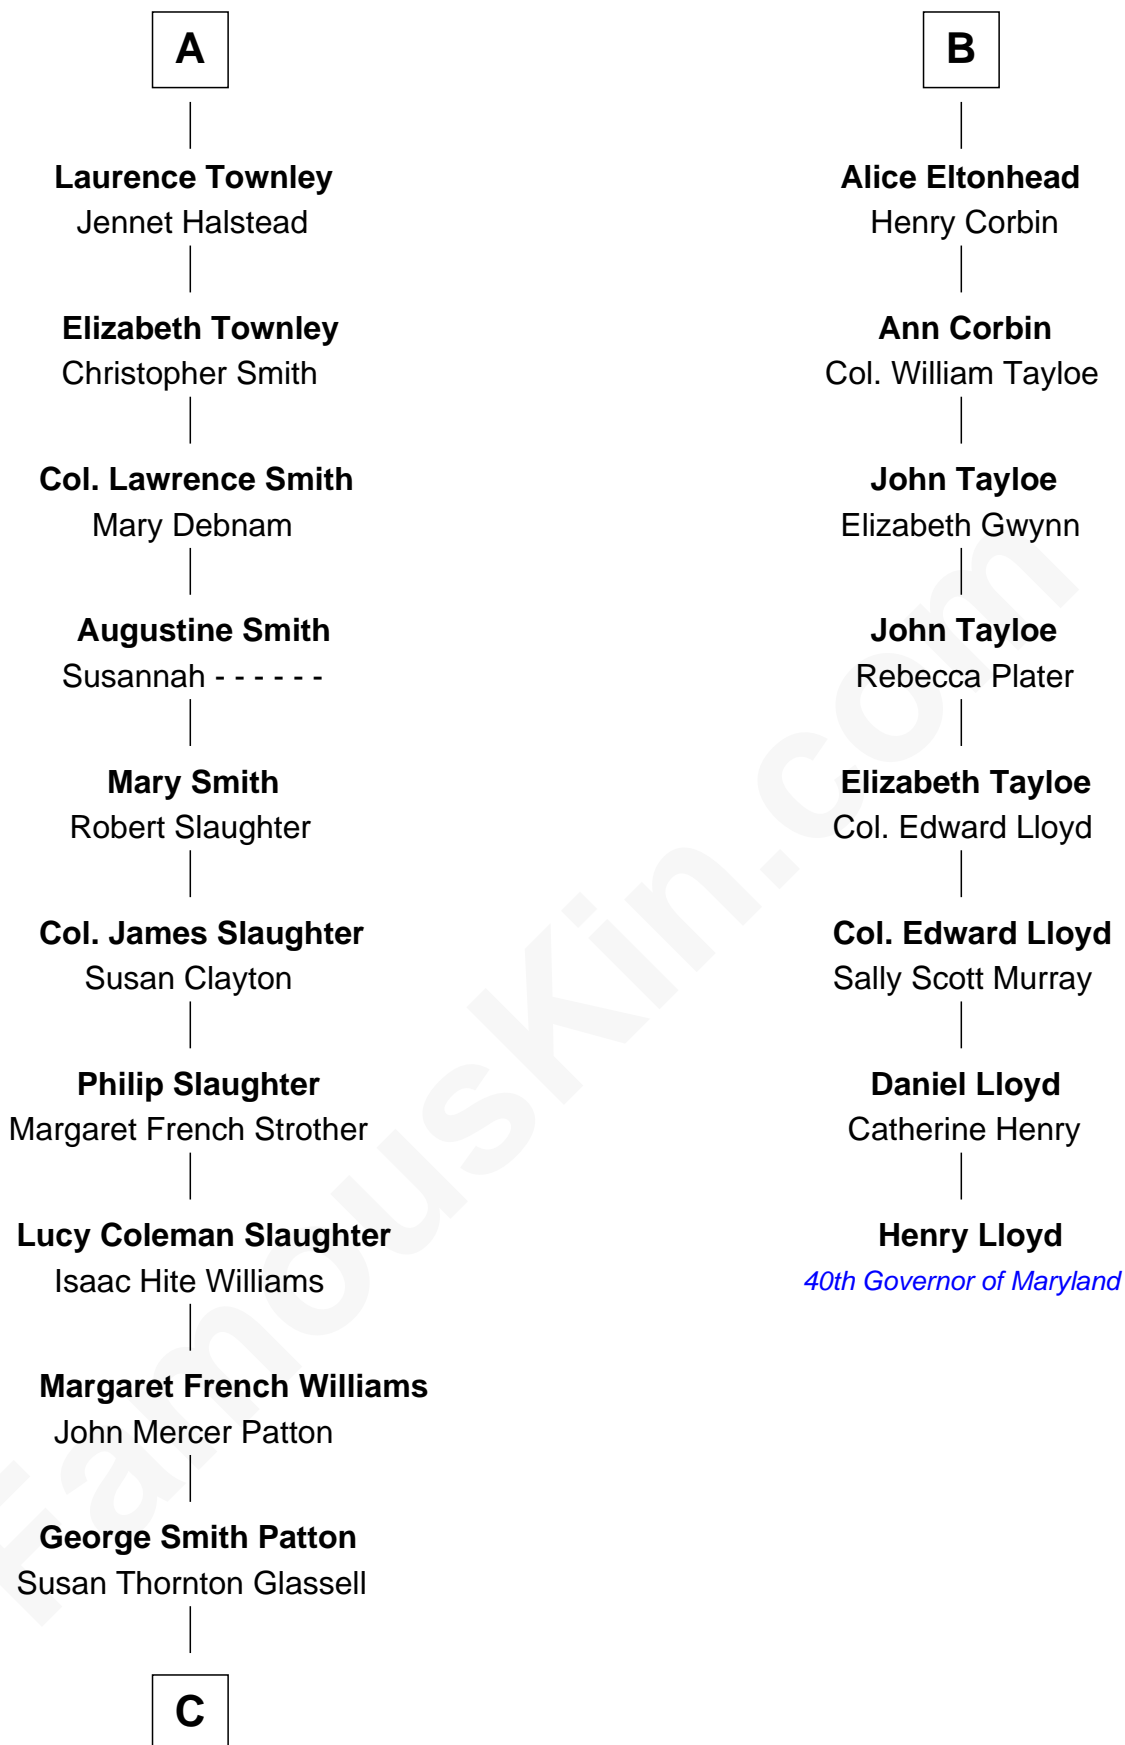 A
Laurence Townley
Jennet Halstead
Elizabeth Townley
Christopher Smith
Col. Lawrence Smith
Mary Debnam
Augustine Smith
Susannah - - - - - -
Mary Smith
Robert Slaughter
Col. James Slaughter
Susan Clayton
Philip Slaughter
Margaret French Strother
Lucy Coleman Slaughter
Isaac Hite Williams
Margaret French Williams
John Mercer Patton
George Smith Patton
Susan Thornton Glassell
C
B
Alice Eltonhead
Henry Corbin
Ann Corbin
Col. William Tayloe
John Tayloe
Elizabeth Gwynn
John Tayloe
Rebecca Plater
Elizabeth Tayloe
Col. Edward Lloyd
Col. Edward Lloyd
Sally Scott Murray
Daniel Lloyd
Catherine Henry
Henry Lloyd
40th Governor of Maryland
FamousKin.com